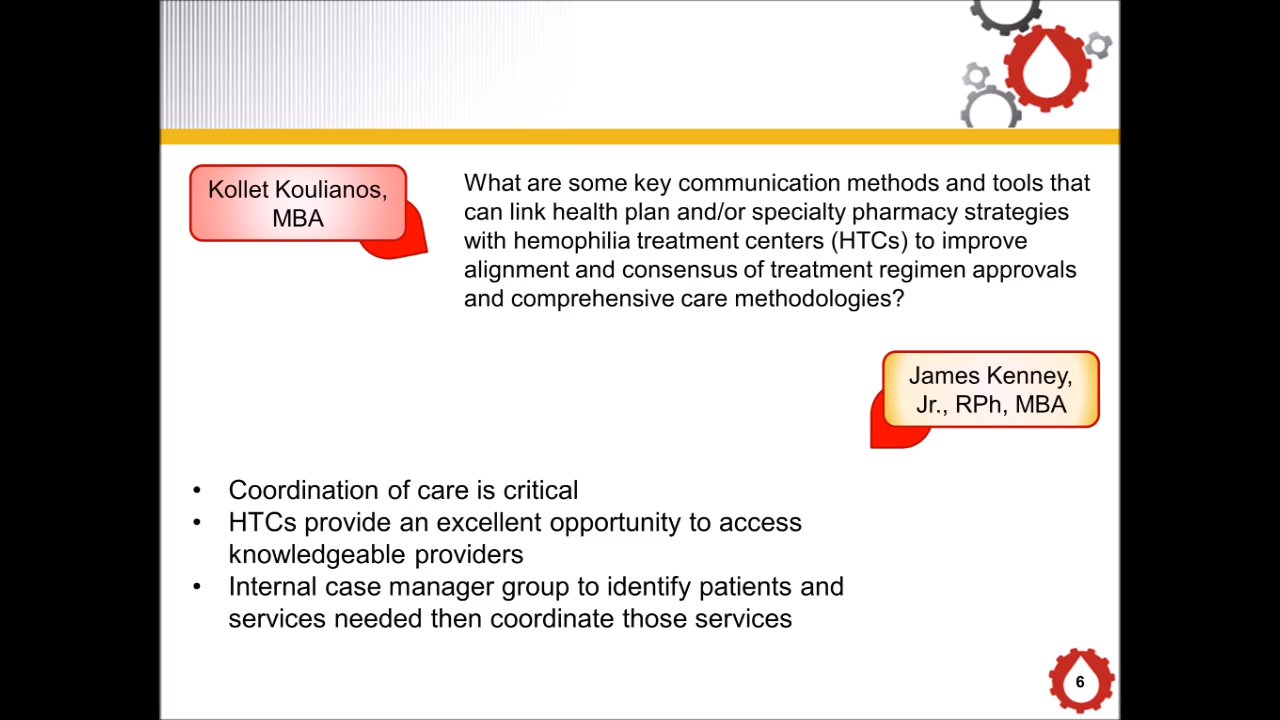 Kollet Koulianos,
MBA
What are some key communication methods and tools that
can link health plan and/or specialty pharmacy strategies
with hemophilia treatment centers (HTCs) to improve
alignment and consensus of treatment regimen approvals
and comprehensive care methodologies?
James Kenney,
Jr., RPh, MBA
• Coordination of care is critical
• HTCs provide an excellent opportunity to access
knowledgeable providers
• Internal case manager group to identify patients and
services needed then coordinate those services
6